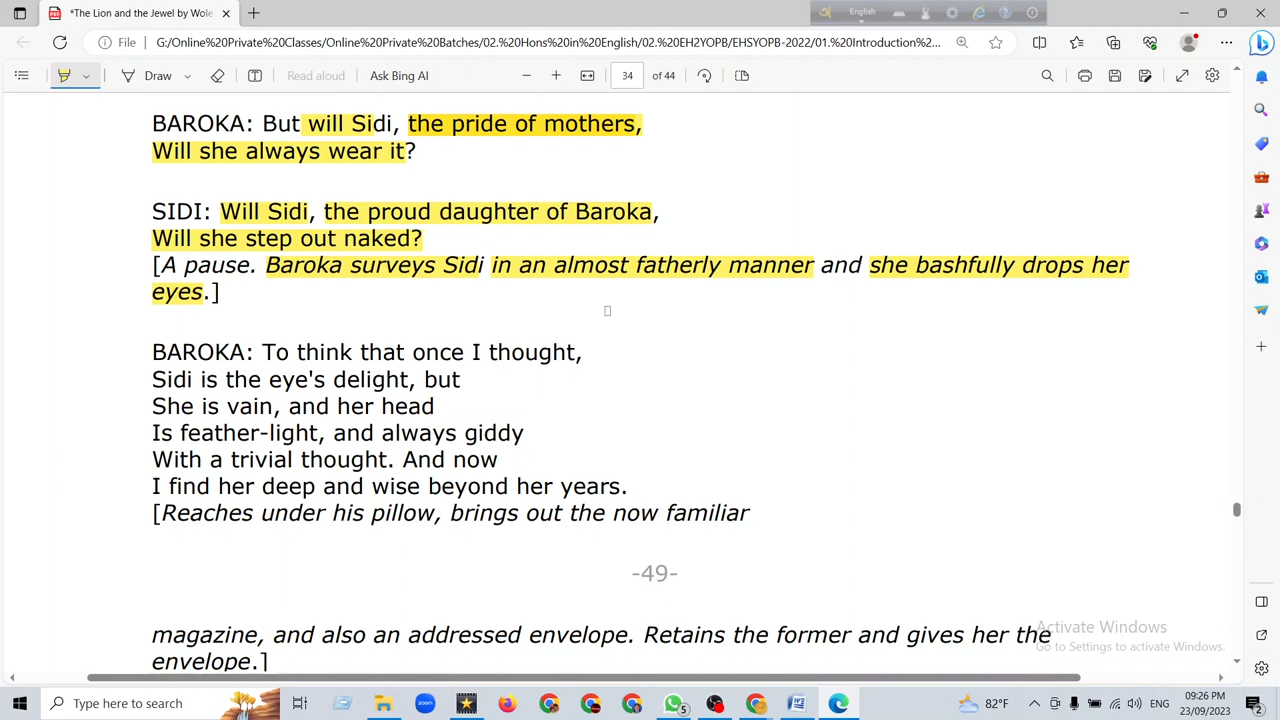 *The Lion and the Jewel by Wole
English
File
G:/Online%20Private%20Classes/Online%20Private%20Batches/02.%20Hons%20in%20English/02.%20EH2YOPB/EHSYOPB-2022/01.%20Introduction%2...
Draw
Read aloud
Ask Bing AI
34
of 44
BAROKA: But will Sidi, the pride of mothers,
Will she always wear it?
SIDI: Will Sidi, the proud daughter of Baroka,
Will she step out naked?
[A pause. Baroka surveys Sidi in an almost fatherly manner and she bashfully drops her
eyes.]
BAROKA: To think that once I thought,
Sidi is the eye's delight, but
She is vain, and her head
Is feather-light, and always giddy
With a trivial thought. And now
I find her deep and wise beyond her years.
[Reaches under his pillow, brings out the now familiar
-49-
magazine, and also an addressed envelope. Retains the former and gives her the
envelope.]
Activate Windows
Go to Settings to activate Windows.
Type here to search
zoom
5
82°F
ENG
09:26 PM
23/09/2023
2